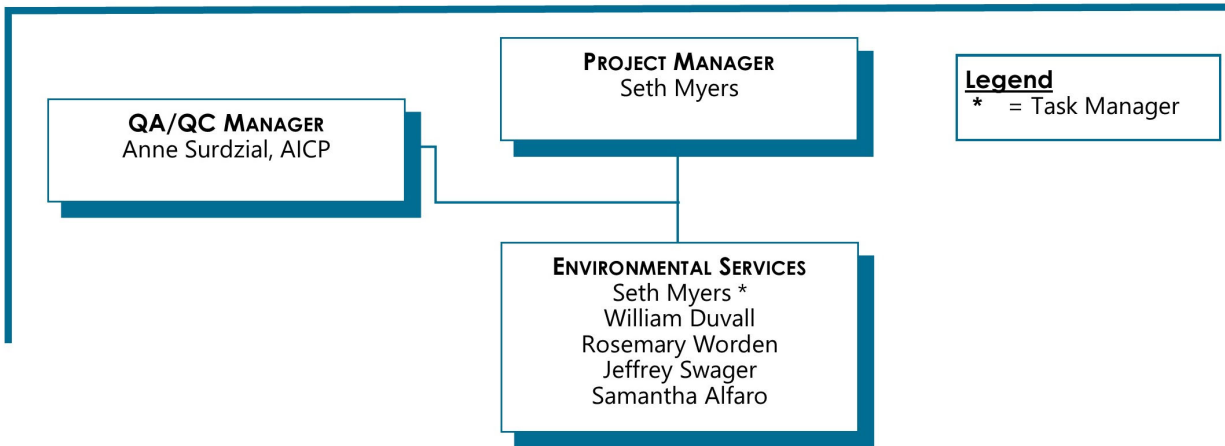 PROJECT MANAGER
Seth Myers
Legend
* = Task Manager
QA/QC MANAGER
Anne Surdzial, AICP
ENVIRONMENTAL SERVICES
Seth Myers *
William Duvall
Rosemary Worden
Jeffrey Swager
Samantha Alfaro